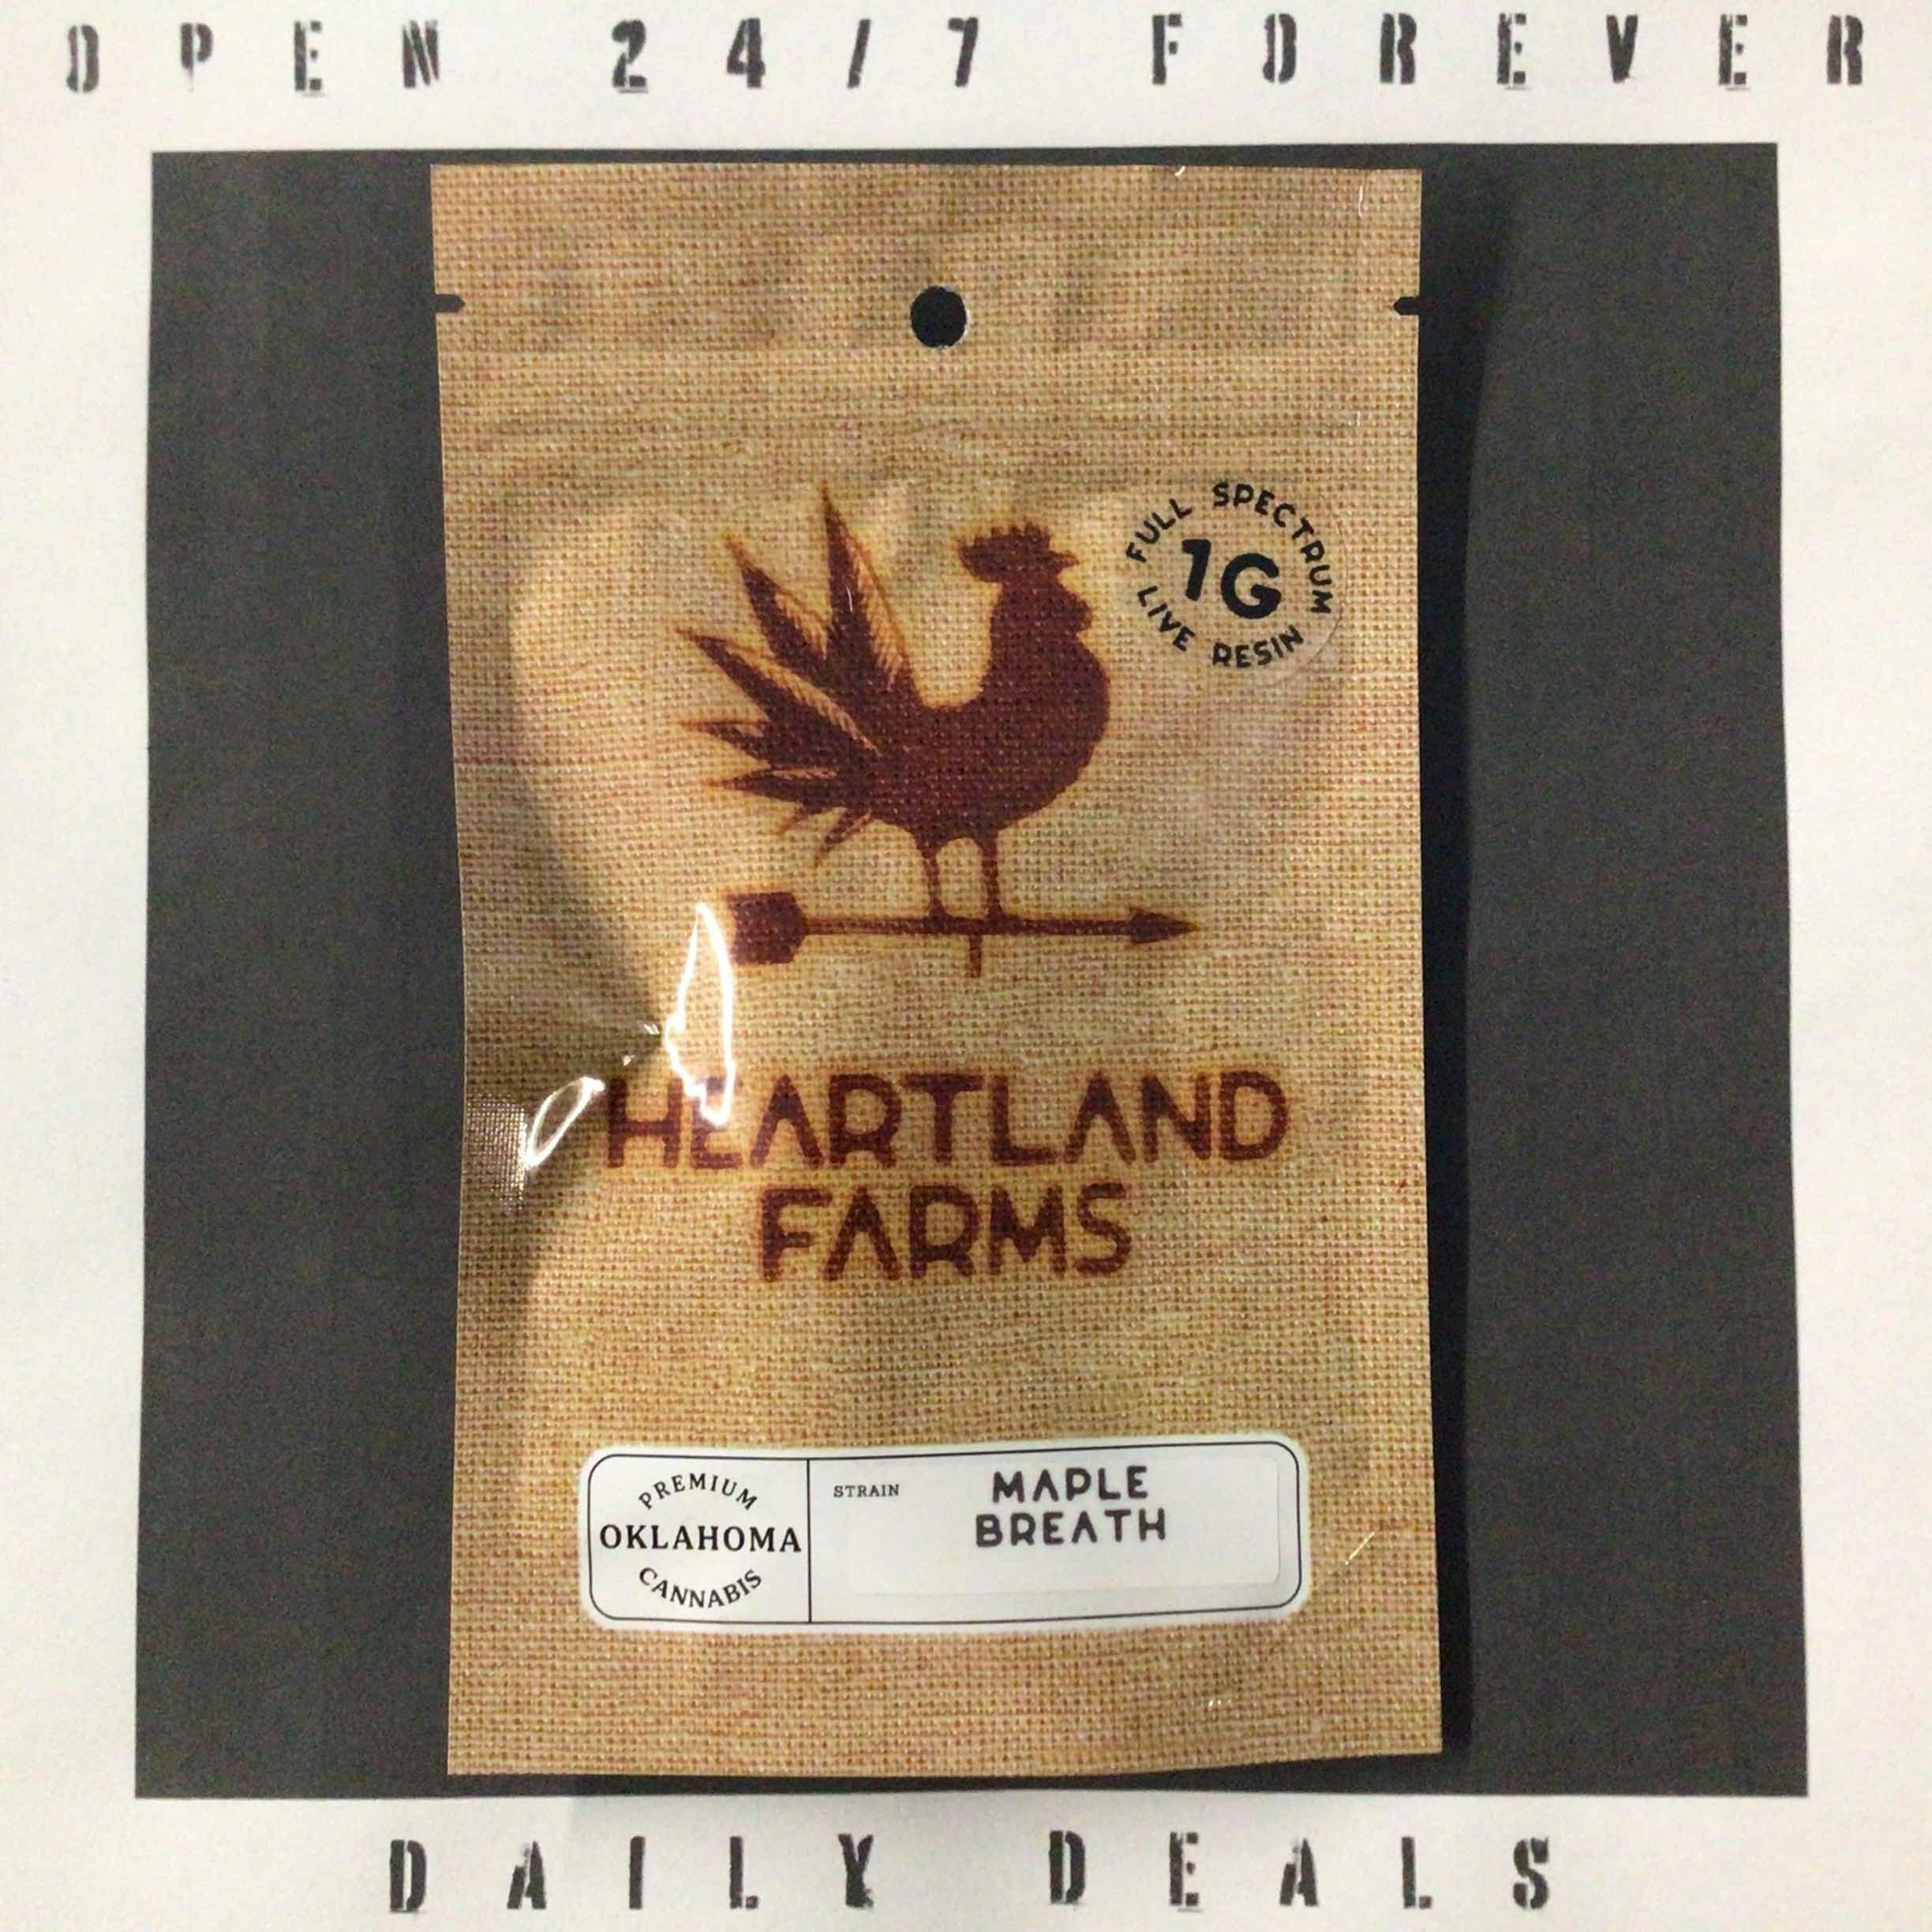 OPEN 24/7 FOREVER
FULL SPECTRUM
1G
LIVE RESIN
HEARTLAND
FARMS
PREMIUM
OKLAHOMA
CANNABIS
STRAIN
MAPLE
BREATH
DAILY DEALS